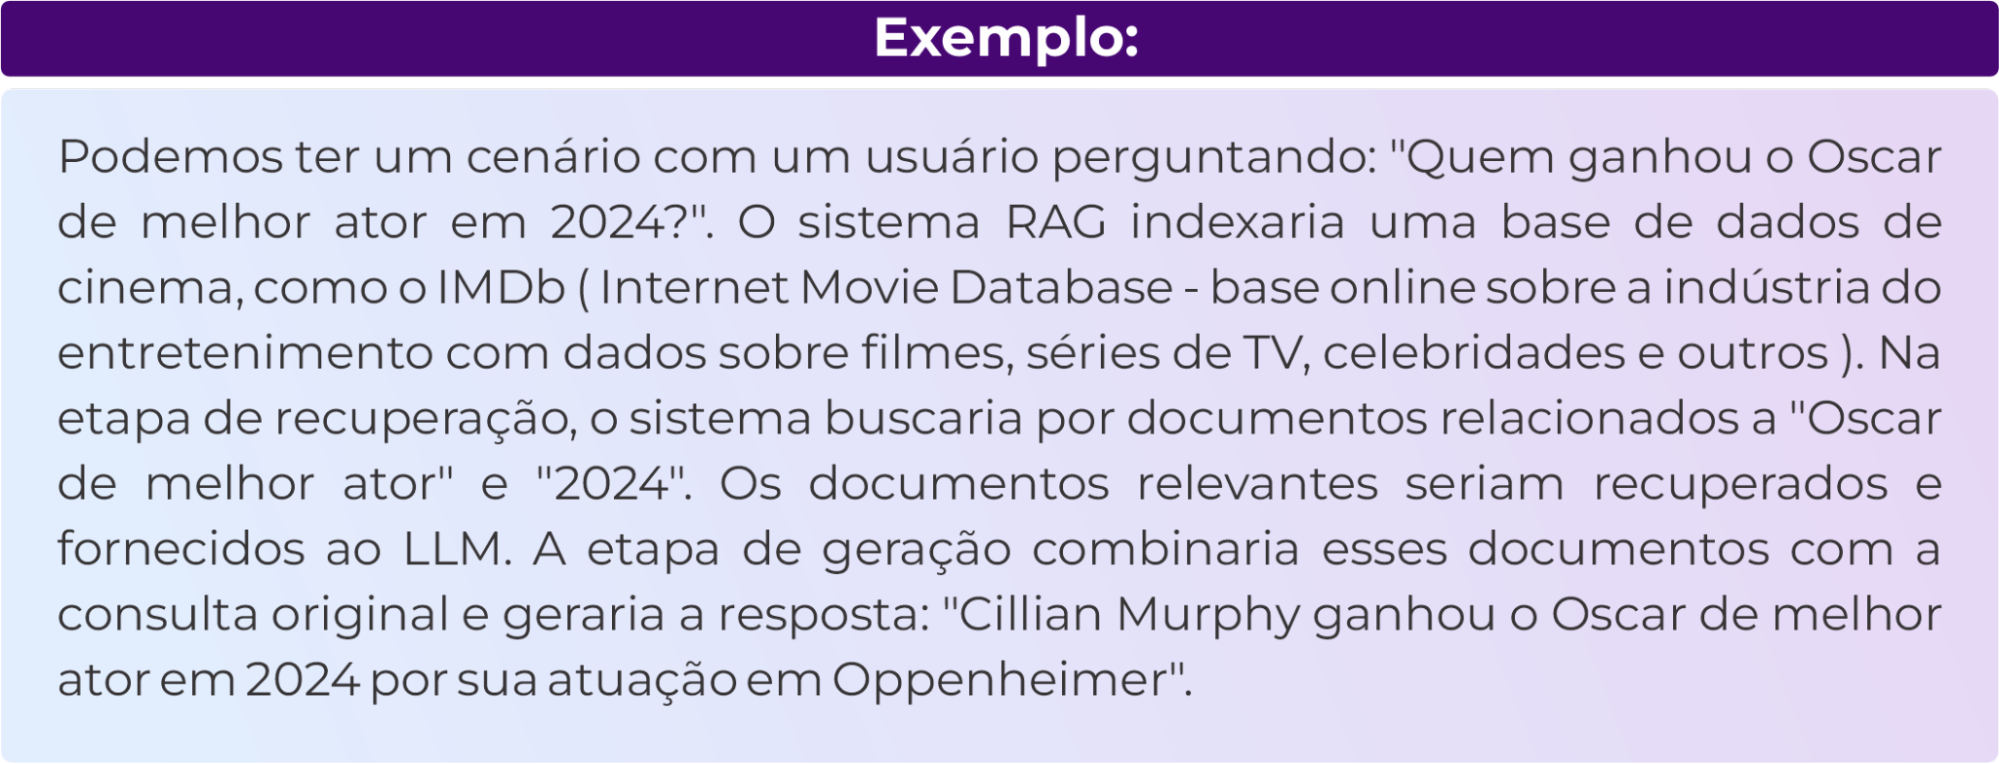 Exemplo:
Podemos ter um cenário com um usuário perguntando: "Quem ganhou o Oscar
de melhor ator em 2024?". O sistema RAG indexaria uma base de dados de
cinema, como o IMDb ( Internet Movie Database - base online sobre a indústria do
entretenimento com dados sobre filmes, séries de TV, celebridades e outros ). Na
etapa de recuperação, o sistema buscaria por documentos relacionados a "Oscar
de melhor ator" e "2024". Os documentos relevantes seriam recuperados e
fornecidos ao LLM. A etapa de geração combinaria esses documentos com a
consulta original e geraria a resposta: "Cillian Murphy ganhou o Oscar de melhor
ator em 2024 por sua atuação em Oppenheimer".